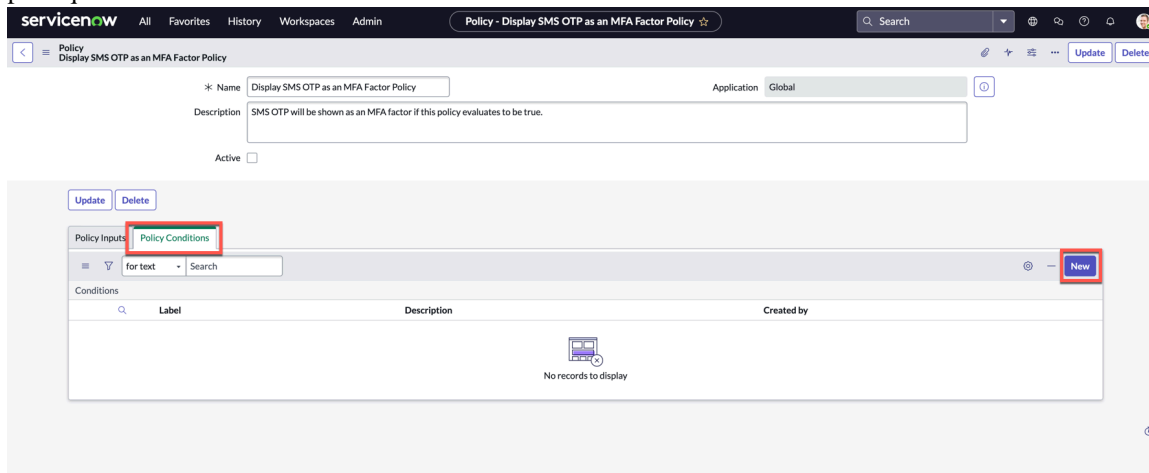 servicenow All Favorites History Workspaces Admin Policy - Display SMS OTP as an MFA Factor Policy Search
Policy
Display SMS OTP as an MFA Factor Policy
Update Delete
Name Display SMS OTP as an MFA Factor Policy Application Global
Description SMS OTP will be shown as an MFA factor if this policy evaluates to be true.
Active
Update Delete
Policy Inputs Policy Conditions
for text Search New
Conditions
Label Description Created by
No records to display